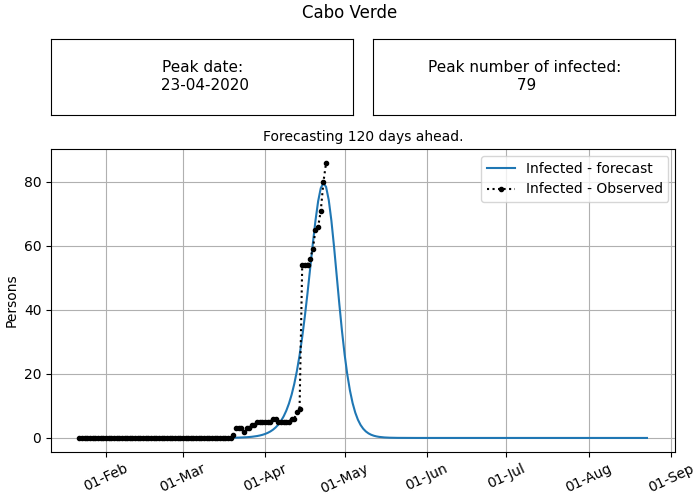 Cabo Verde
Peak date:
23-04-2020
Peak number of infected:
79
Forecasting 120 days ahead.
Infected - forecast
Infected - Observed
Persons
80
60
40
20
0
01-Feb
01-Mar
01-Apr
01-May
01-Jun
01-Jul
01-Aug
01-Sep